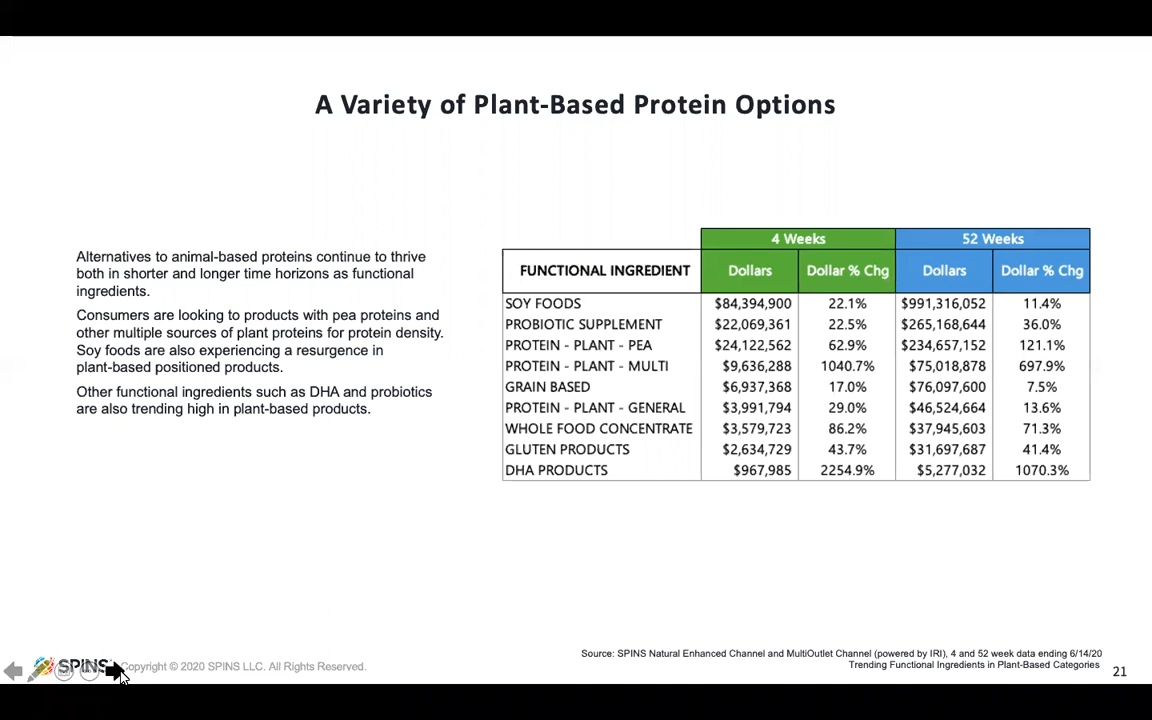 A Variety of Plant-Based Protein Options
Alternatives to animal-based proteins continue to thrive
both in shorter and longer time horizons as functional
ingredients.
Consumers are looking to products with pea proteins and
other multiple sources of plant proteins for protein density.
Soy foods are also experiencing a resurgence in
plant-based positioned products.
Other functional ingredients such as DHA and probiotics
are also trending high in plant-based products.
4 Weeks 52 Weeks
FUNCTIONAL INGREDIENT Dollars Dollar % Chg Dollars Dollar % Chg
SOY FOODS $84,394,900 22.1% $991,316,052 11.4%
PROBIOTIC SUPPLEMENT $22,069,361 22.5% $265,168,644 36.0%
PROTEIN - PLANT - PEA $24,122,562 62.9% $234,657,152 121.1%
PROTEIN - PLANT - MULTI $9,636,288 1040.7% $75,018,878 697.9%
GRAIN BASED $6,937,368 17.0% $76,097,600 7.5%
PROTEIN - PLANT - GENERAL $3,991,794 29.0% $46,524,664 13.6%
WHOLE FOOD CONCENTRATE $3,579,723 86.2% $37,945,603 71.3%
GLUTEN PRODUCTS $2,634,729 43.7% $31,697,687 41.4%
DHA PRODUCTS $967,985 2254.9% $5,277,032 1070.3%
Source: SPINS Natural Enhanced Channel and MultiOutlet Channel (powered by IRI), 4 and 52 week data ending 6/14/20
Trending Functional Ingredients in Plant-Based Categories
SPINS Copyright © 2020 SPINS LLC. All Rights Reserved.
21